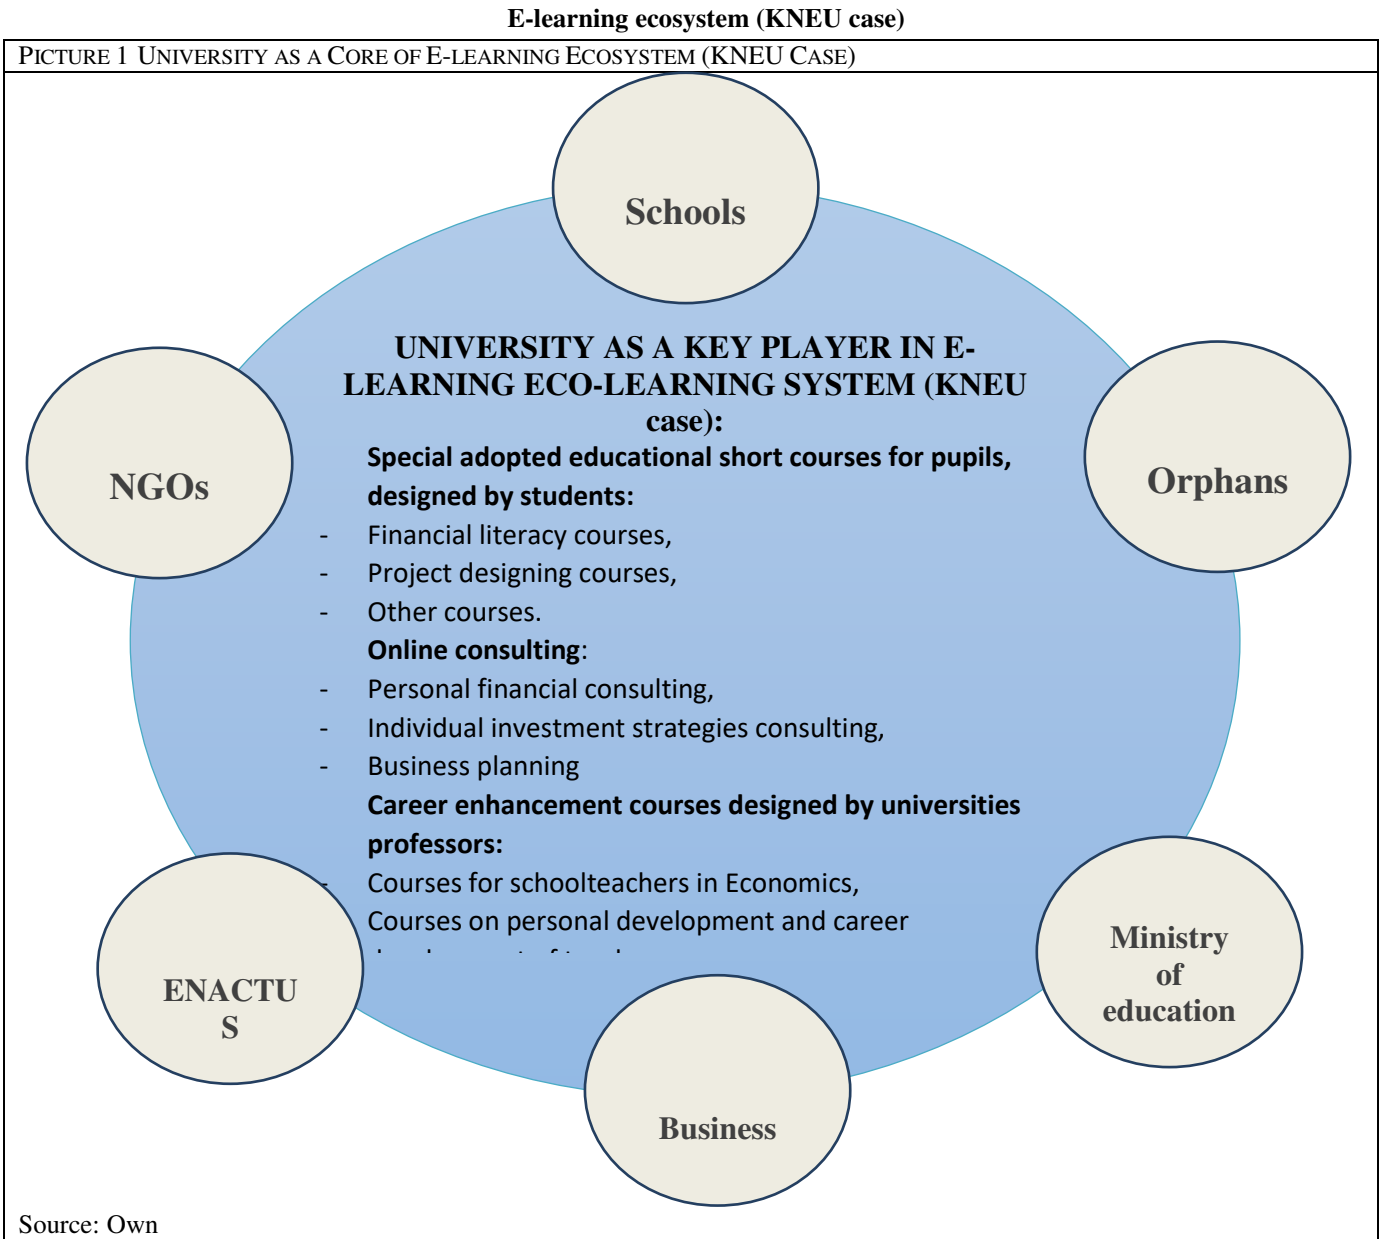 E-learning ecosystem (KNEU case)
PICTURE 1 UNIVERSITY AS A CORE OF E-LEARNING ECOSYSTEM (KNEU CASE)
Schools
UNIVERSITY AS A KEY PLAYER IN E-
LEARNING ECO-LEARNING SYSTEM (KNEU
case):
Special adopted educational short courses for pupils,
designed by students:
- Financial literacy courses,
- Project designing courses,
- Other courses.
Online consulting:
- Personal financial consulting,
- Individual investment strategies consulting,
- Business planning
Career enhancement courses designed by universities
professors:
- Courses for schoolteachers in Economics,
Courses on personal development and career
NGOs
Orphans
ENACTU
S
Ministry
of
education
Business
Source: Own